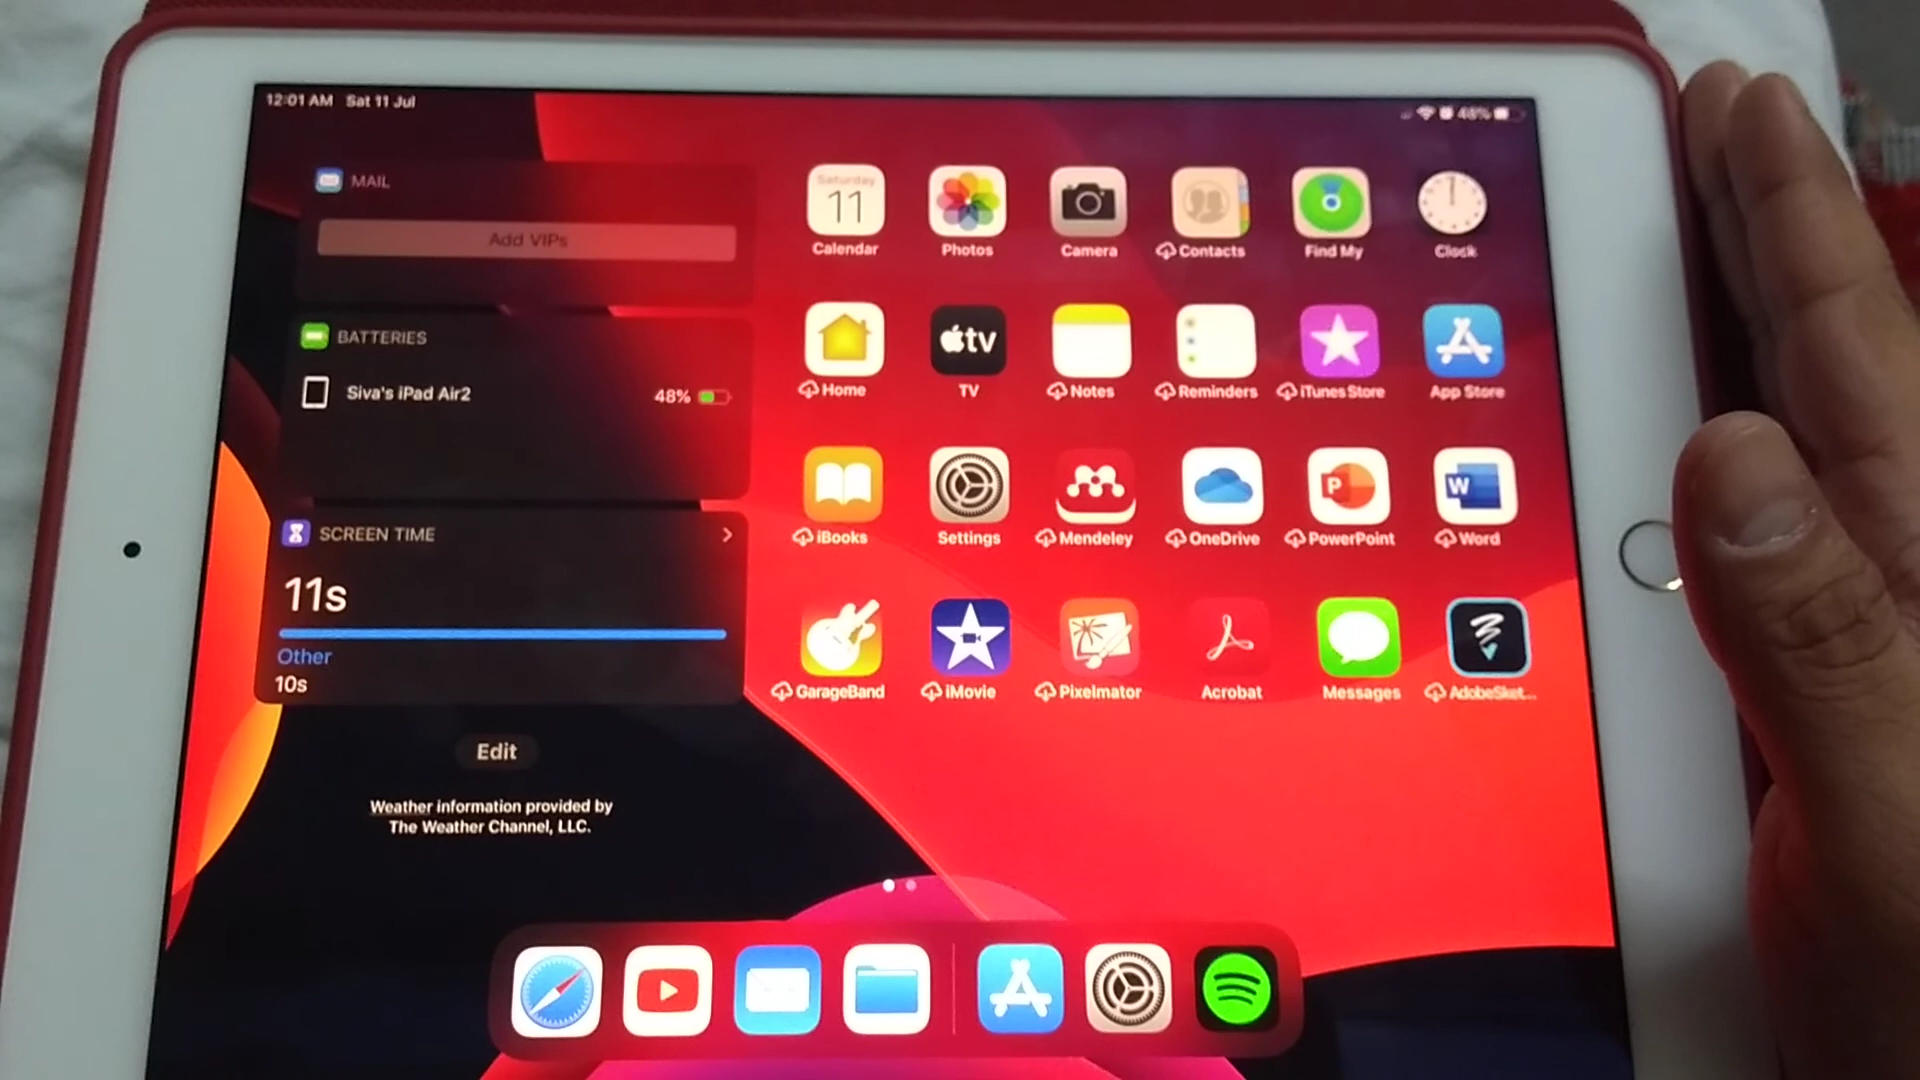 12:01 AM Sat 11 Jul
48%
MAIL
Add VIPs
BATTERIES
Siva's iPad Air2
48%
SCREEN TIME
11s
Other
10s
Edit
Weather information provided by
The Weather Channel, LLC.
Saturday
11
Calendar
Photos
Camera
Contacts
Find My
Clock
tv
Home
TV
Notes
Reminders
iTunes Store
App Store
P
W
iBooks
Settings
Mendeley
OneDrive
PowerPoint
Word
GarageBand
iMovie
Pixelmator
Acrobat
Messages
AdobeSket...